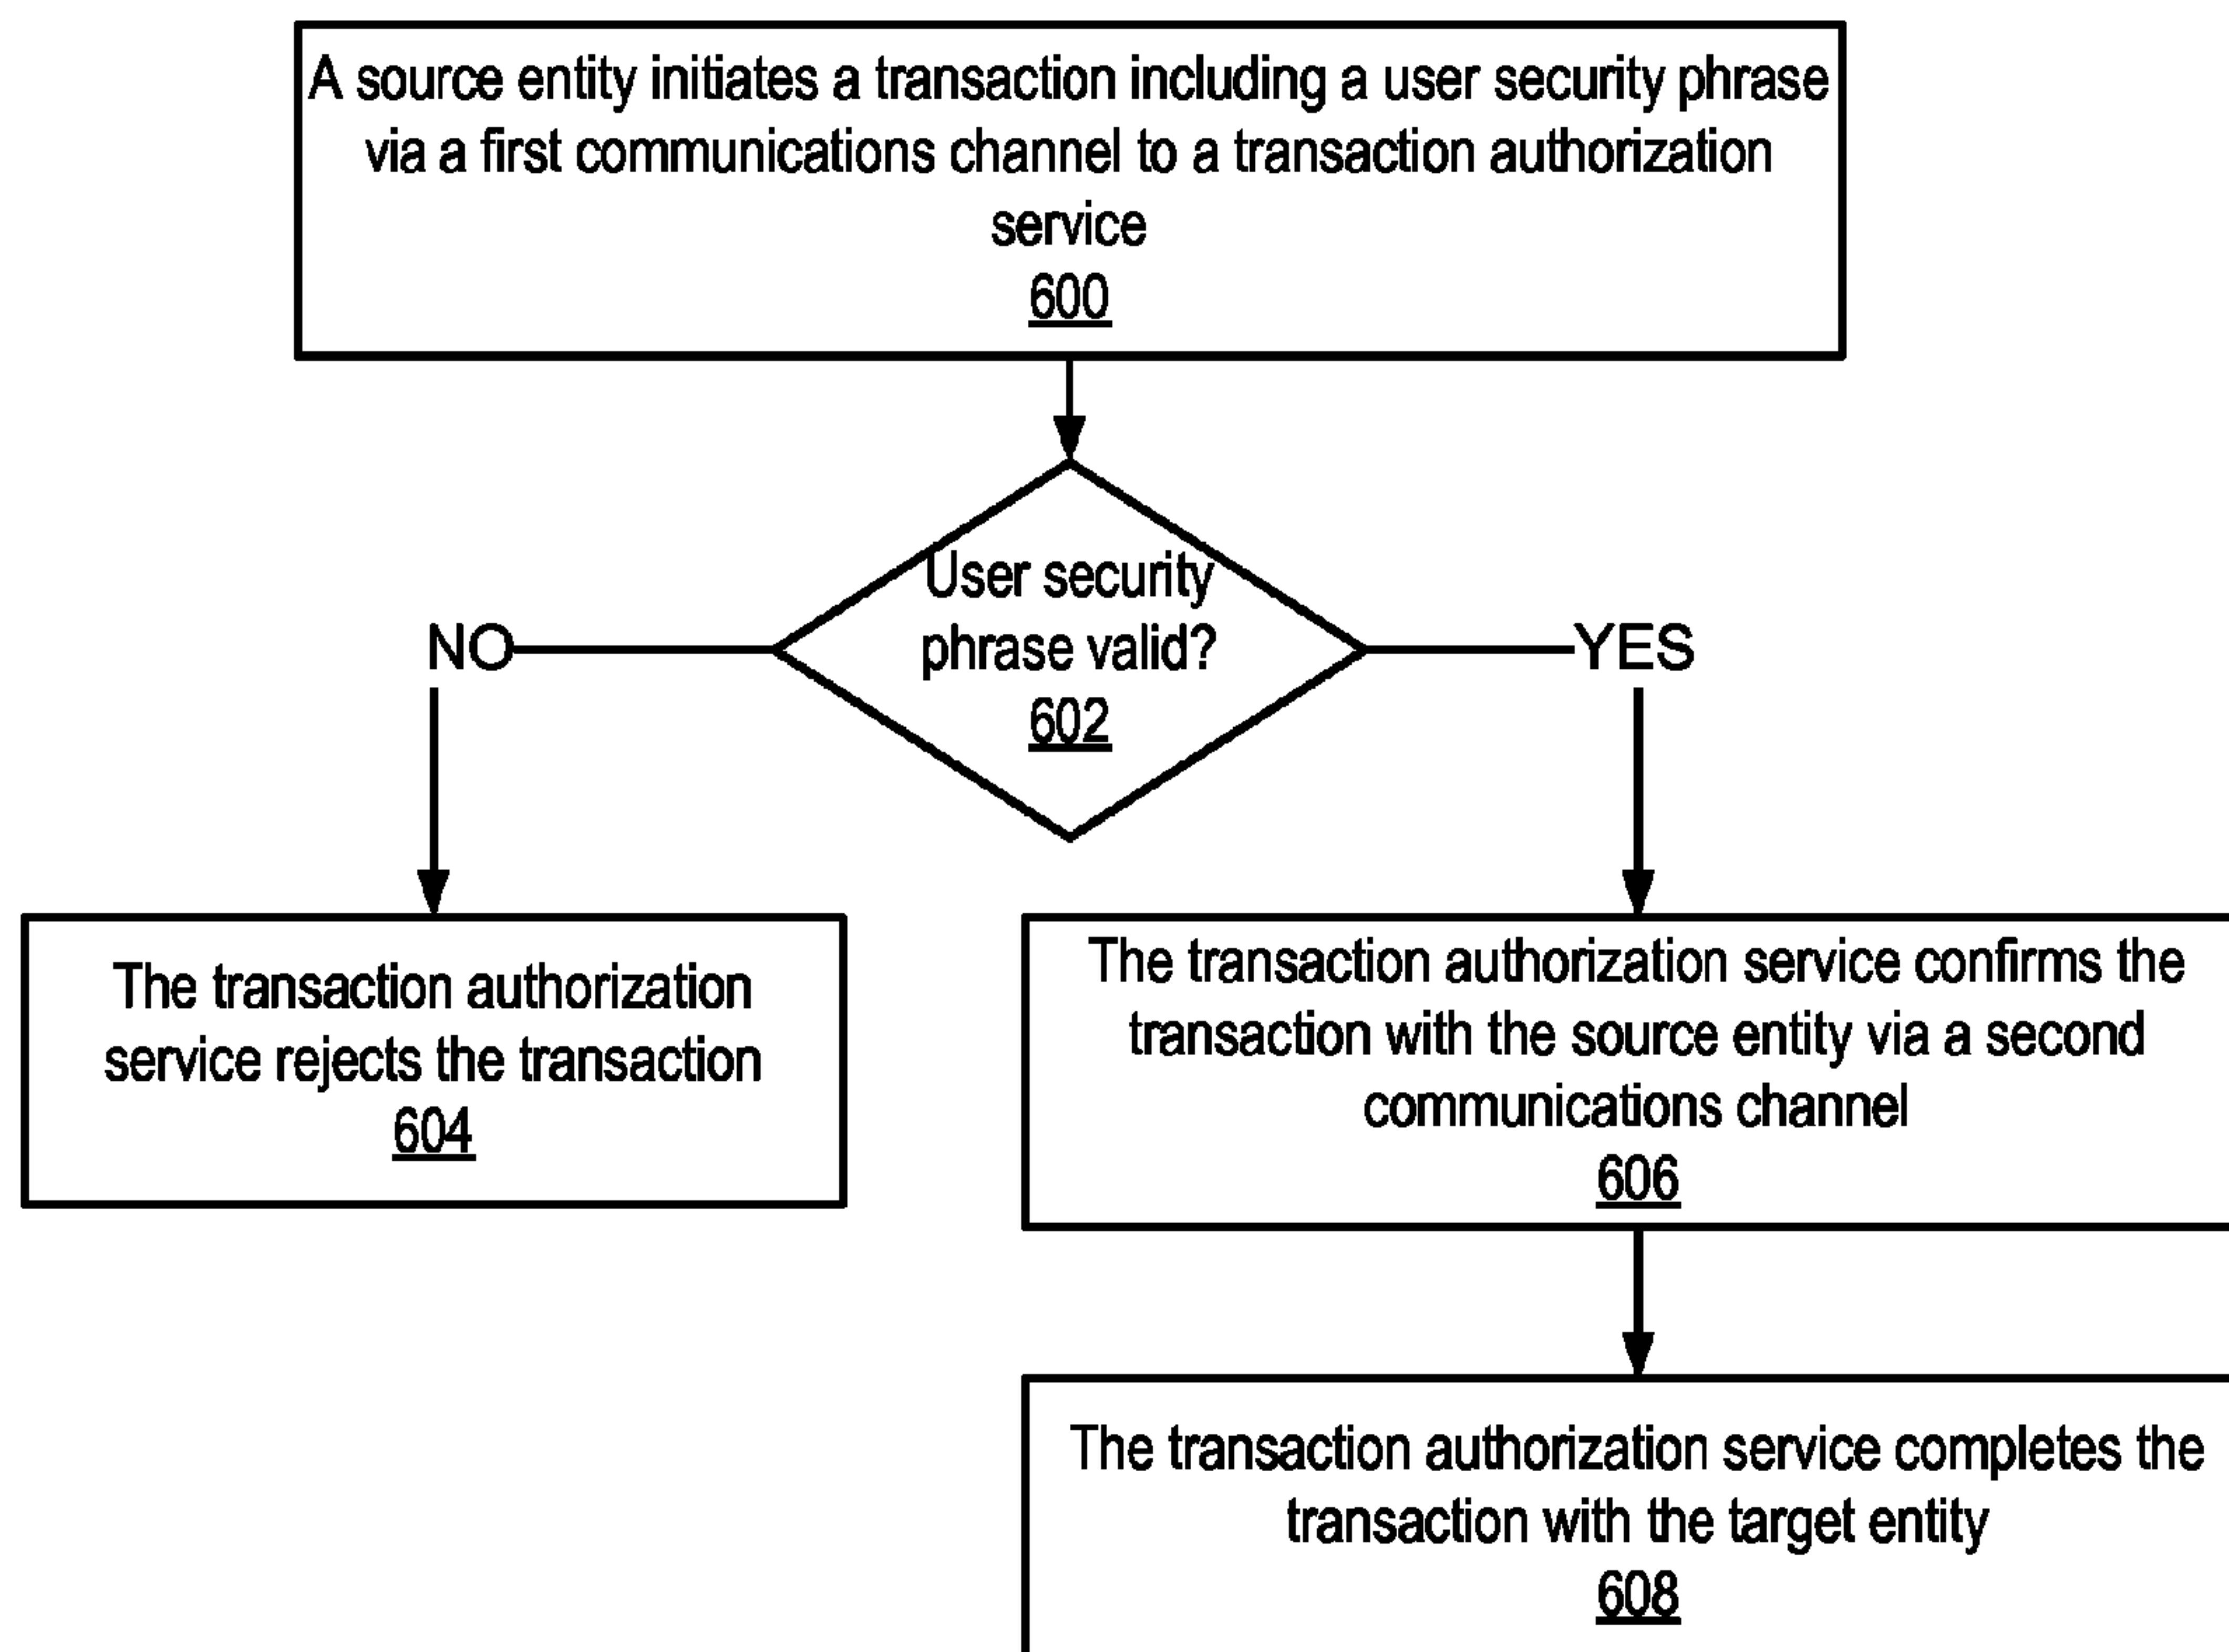 A source entity initiates a transaction including a user security phrase
via a first communications channel to a transaction authorization
service
600
User security
phrase valid?
602
NO
YES
The transaction authorization
service rejects the transaction
604
The transaction authorization service confirms the
transaction with the source entity via a second
communications channel
606
The transaction authorization service completes the
transaction with the target entity
608